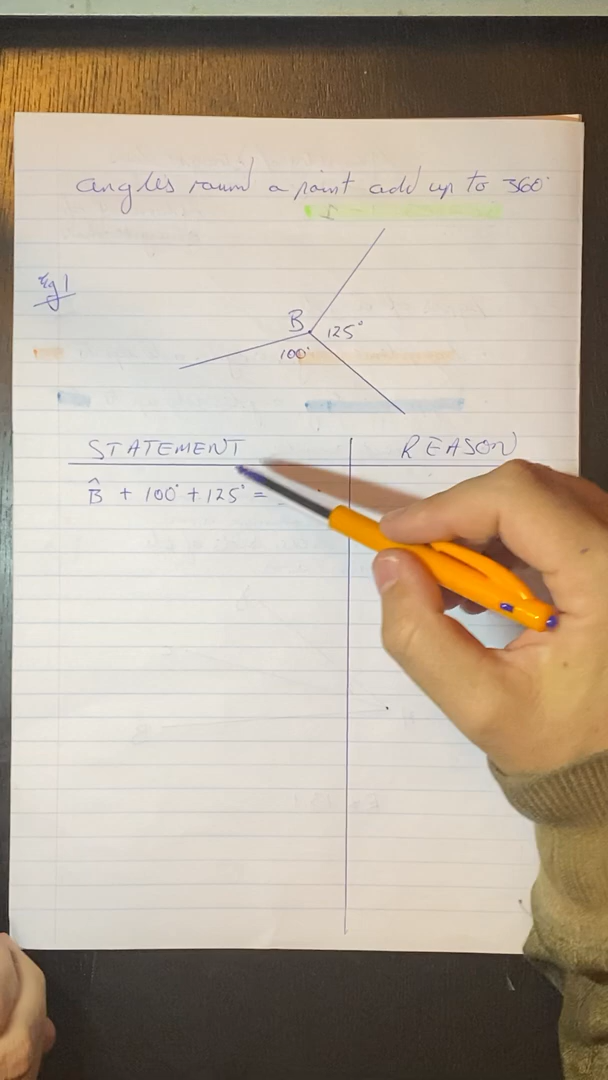 angles round a point add up to 360°
Eg 1
B 125°
100°
STATEMENT REASON
B̂ + 100° + 125° =